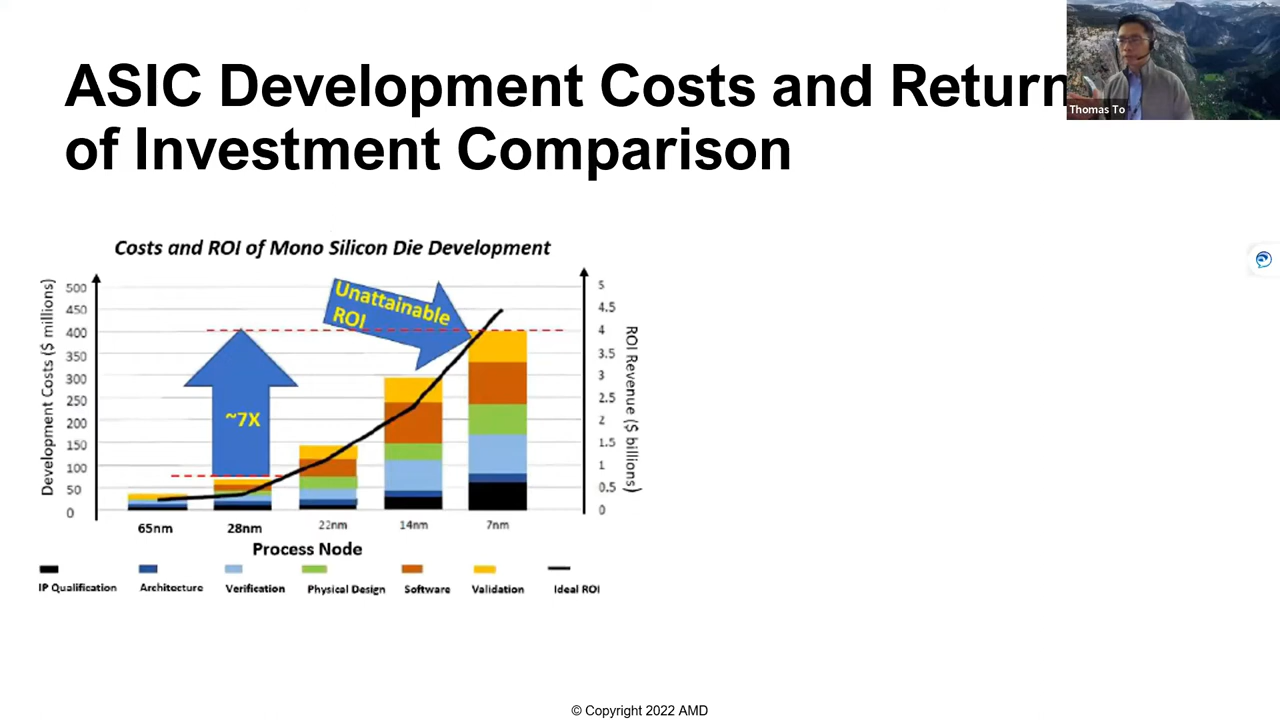 ASIC Development Costs and Return
of Investment Comparison
Thomas To
Costs and ROI of Mono Silicon Die Development
Development Costs ($ millions)
500
450
400
350
300
250
200
150
100
50
0
~7X
Unattainable
ROI
5
4.5
4
3.5
3
2.5
2
1.5
1
0.5
0
ROI Revenue ($ billions)
65nm 28nm 22nm 14nm 7nm
Process Node
IP Qualification Architecture Verification Physical Design Software Validation Ideal ROI
© Copyright 2022 AMD